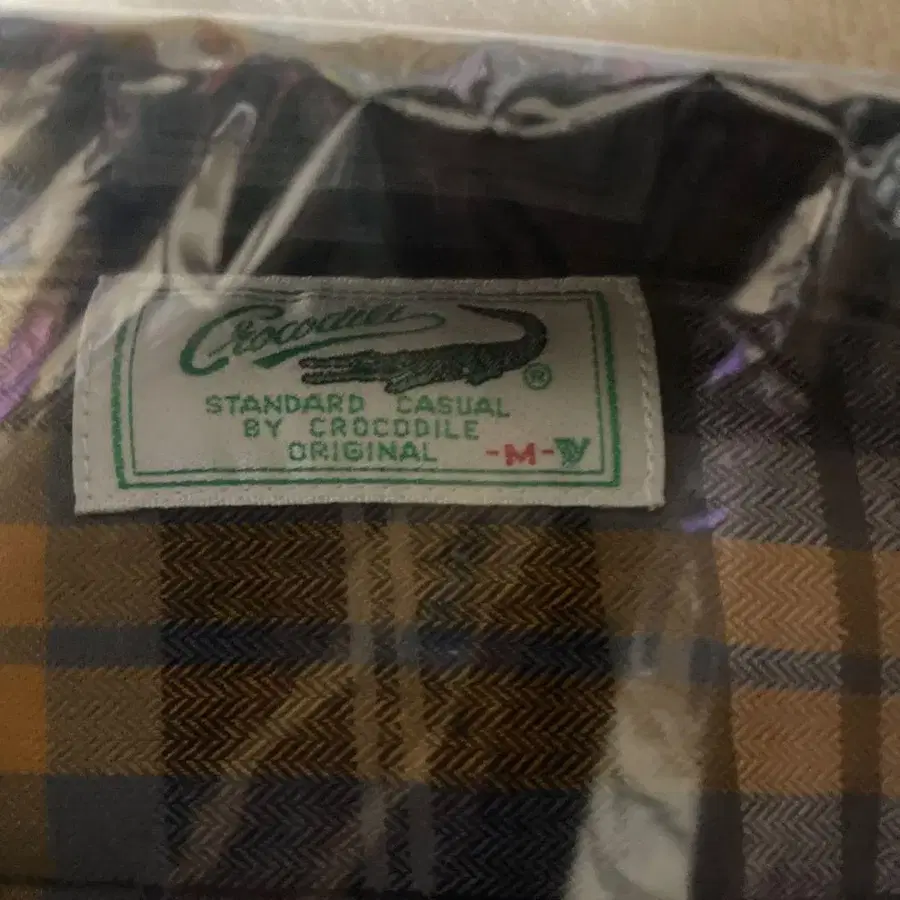 Crocodile
®
STANDARD CASUAL
BY CROCODILE
ORIGINAL -M-